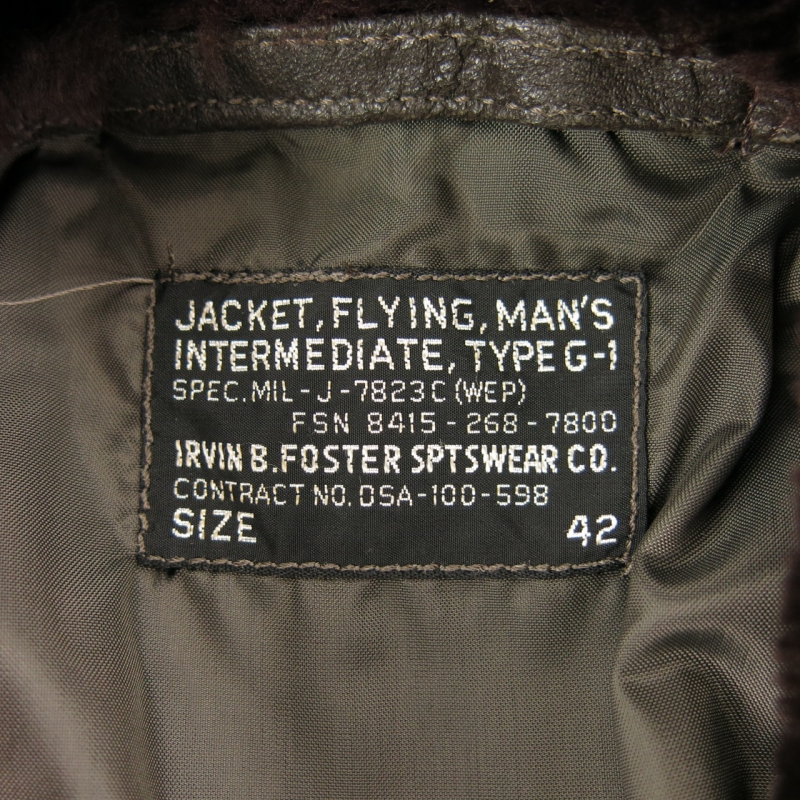 JACKET, FLYING, MAN'S
INTERMEDIATE, TYPE G-1
SPEC. MIL-J-7823C (WEP)
FSN 8415-268-7800
IRVIN B. FOSTER SPTSWEAR CO.
CONTRACT NO. DSA-100-598
SIZE 42